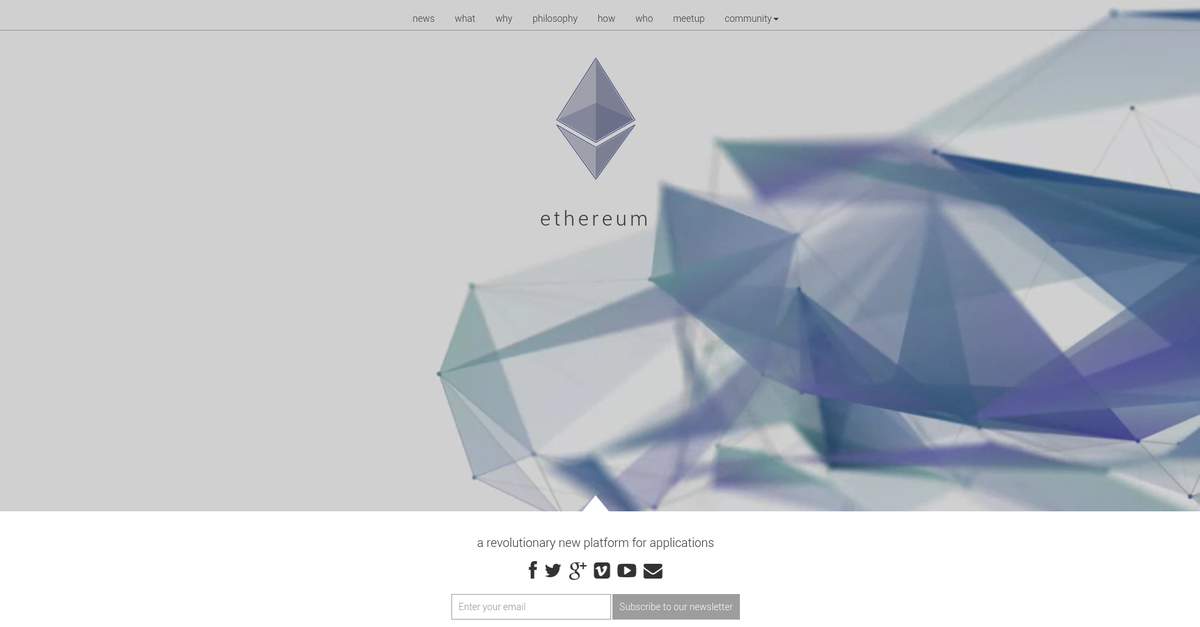 news what why philosophy how who meetup community
ethereum
a revolutionary new platform for applications
Enter your email Subscribe to our newsletter